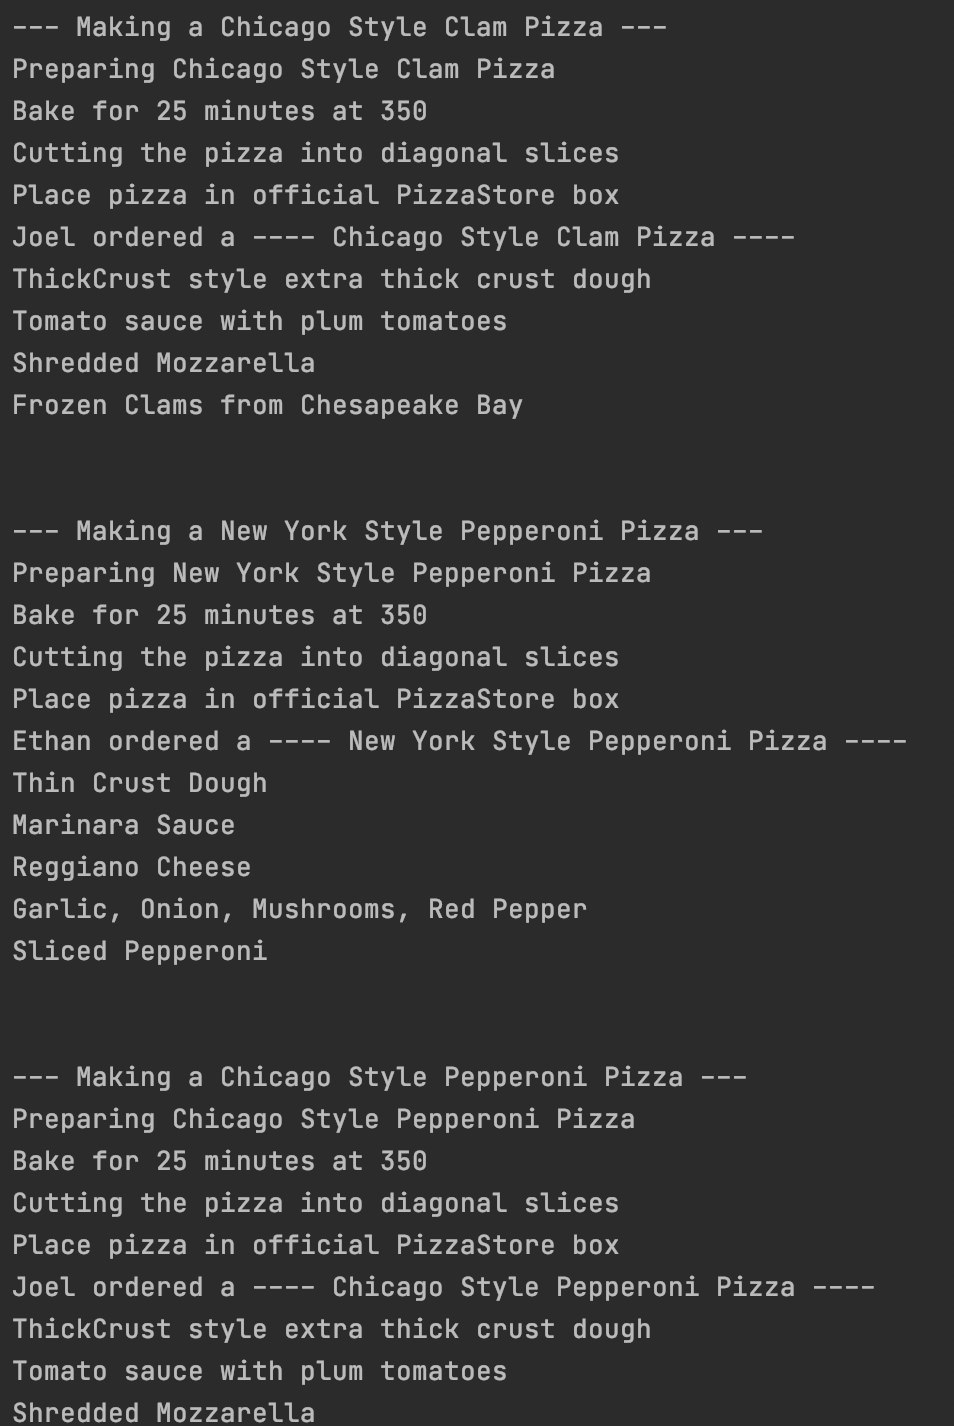 --- Making a Chicago Style Clam Pizza ---
Preparing Chicago Style Clam Pizza
Bake for 25 minutes at 350
Cutting the pizza into diagonal slices
Place pizza in official PizzaStore box
Joel ordered a ---- Chicago Style Clam Pizza ----
ThickCrust style extra thick crust dough
Tomato sauce with plum tomatoes
Shredded Mozzarella
Frozen Clams from Chesapeake Bay
--- Making a New York Style Pepperoni Pizza ---
Preparing New York Style Pepperoni Pizza
Bake for 25 minutes at 350
Cutting the pizza into diagonal slices
Place pizza in official PizzaStore box
Ethan ordered a ---- New York Style Pepperoni Pizza ----
Thin Crust Dough
Marinara Sauce
Reggiano Cheese
Garlic, Onion, Mushrooms, Red Pepper
Sliced Pepperoni
--- Making a Chicago Style Pepperoni Pizza ---
Preparing Chicago Style Pepperoni Pizza
Bake for 25 minutes at 350
Cutting the pizza into diagonal slices
Place pizza in official PizzaStore box
Joel ordered a ---- Chicago Style Pepperoni Pizza ----
ThickCrust style extra thick crust dough
Tomato sauce with plum tomatoes
Shredded Mozzarella